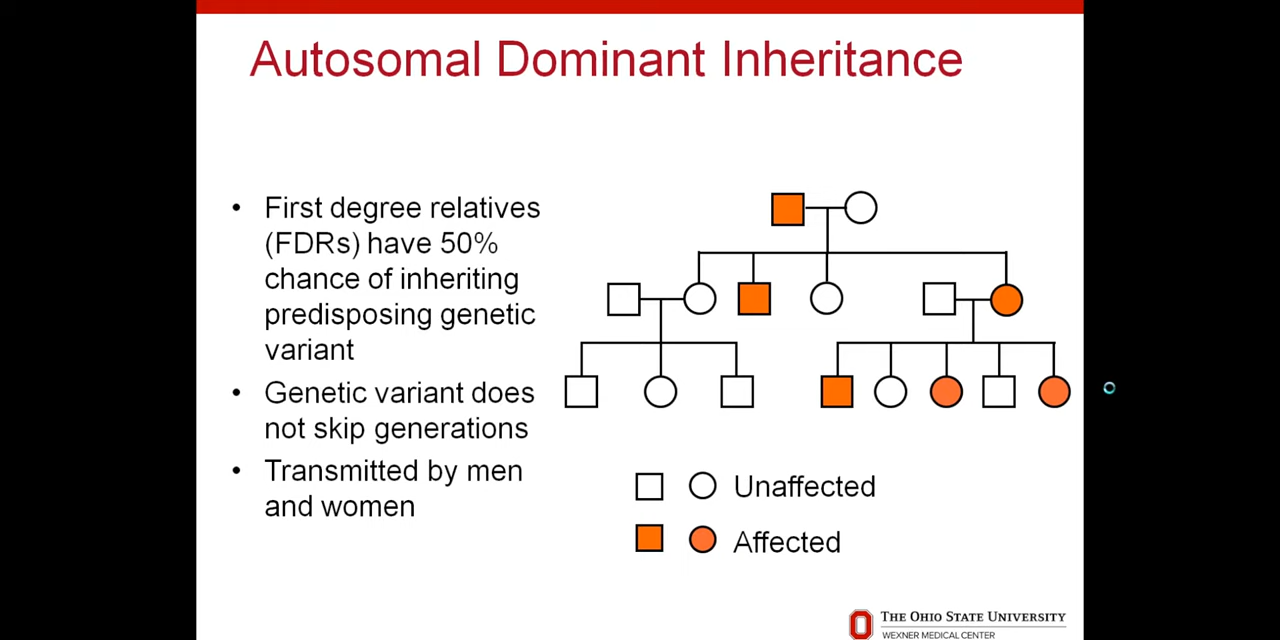 Autosomal Dominant Inheritance
• First degree relatives
(FDRs) have 50%
chance of inheriting
predisposing genetic
variant
• Genetic variant does
not skip generations
• Transmitted by men
and women
Unaffected
Affected
THE OHIO STATE UNIVERSITY
WEXNER MEDICAL CENTER